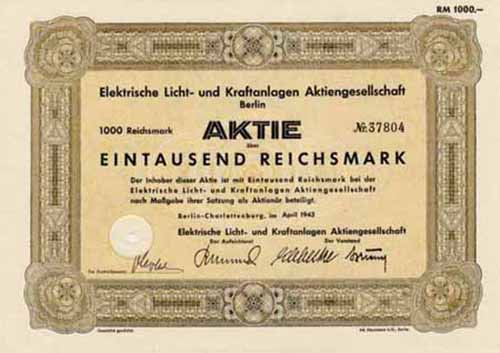 RM 1000,—
Elektrische Licht- und Kraftanlagen Aktiengesellschaft
Berlin
1000 Reichsmark AKTIE № 37804
über
EINTAUSEND REICHSMARK
Der Inhaber dieser Aktie ist mit Eintausend Reichsmark bei der
Elektrische Licht- und Kraftanlagen Aktiengesellschaft
nach Maßgabe ihrer Satzung als Aktionär beteiligt.
Berlin-Charlottenburg, im April 1943
Elektrische Licht- und Kraftanlagen Aktiengesellschaft
Der Aufsichtsrat Der Vorstand